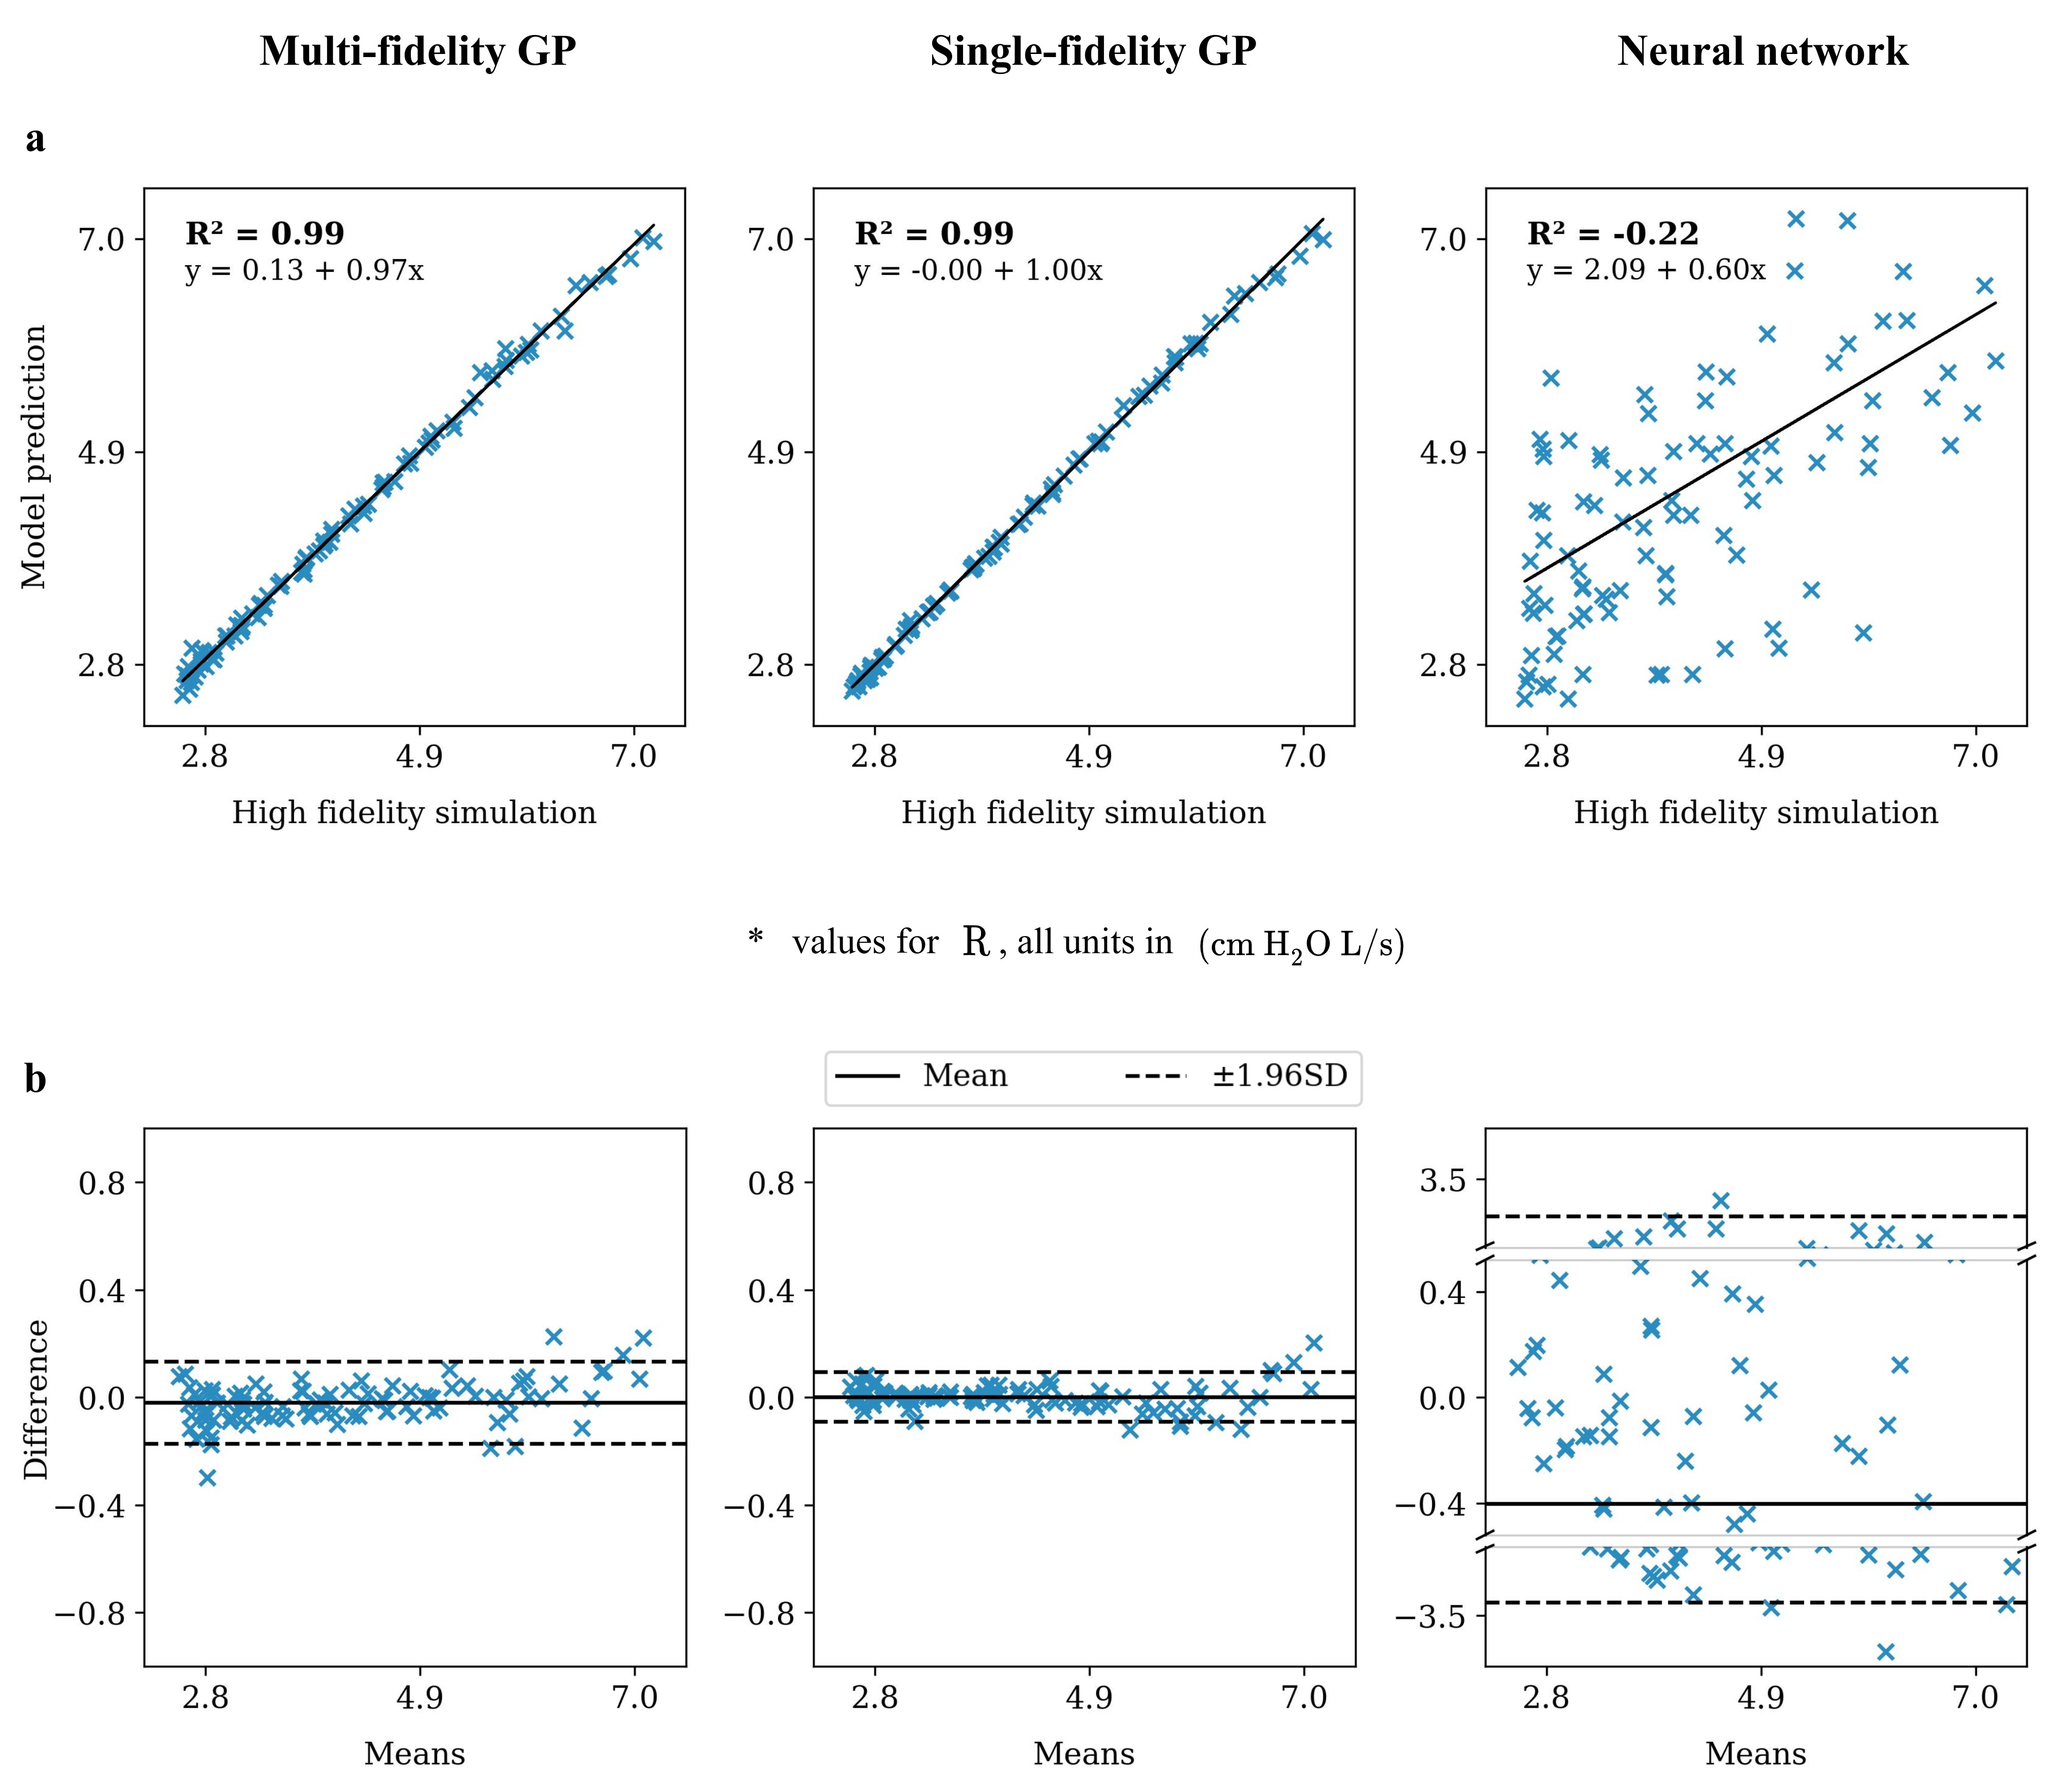 Multi-fidelity GP
Single-fidelity GP
Neural network
a
R² = 0.99
y = 0.13 + 0.97x
7.0
4.9
2.8
2.8
4.9
7.0
Model prediction
High fidelity simulation
R² = 0.99
y = -0.00 + 1.00x
7.0
4.9
2.8
2.8
4.9
7.0
High fidelity simulation
R² = -0.22
y = 2.09 + 0.60x
7.0
4.9
2.8
2.8
4.9
7.0
High fidelity simulation
* values for R, all units in (cm H₂O L/s)
b
Mean
±1.96SD
0.8
0.4
0.0
−0.4
−0.8
2.8
4.9
7.0
Difference
Means
0.8
0.4
0.0
−0.4
−0.8
2.8
4.9
7.0
Means
3.5
0.4
0.0
−0.4
−3.5
2.8
4.9
7.0
Means